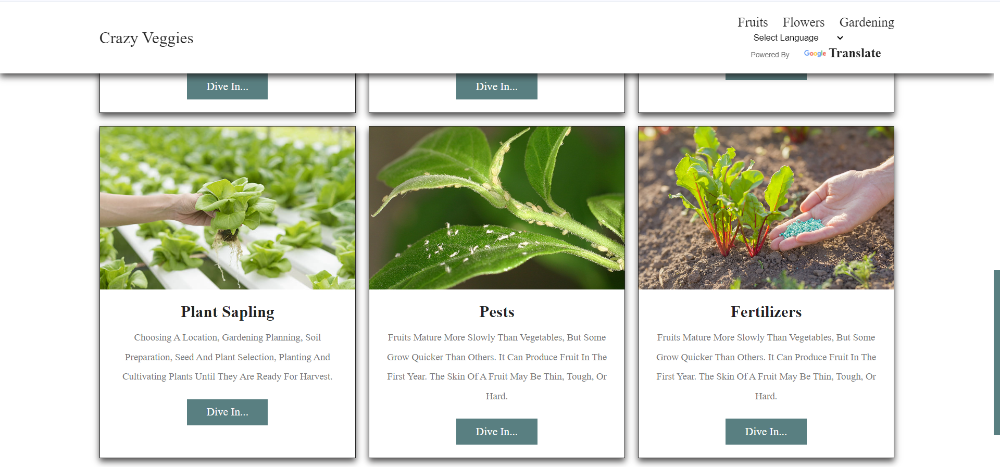 Fruits Flowers Gardening
Crazy Veggies
Select Language
Powered By Google Translate
Dive In... Dive In...
Plant Sapling
Choosing A Location, Gardening Planning, Soil
Preparation, Seed And Plant Selection, Planting And
Cultivating Plants Until They Are Ready For Harvest.
Dive In...
Pests
Fruits Mature More Slowly Than Vegetables, But Some
Grow Quicker Than Others. It Can Produce Fruit In The
First Year. The Skin Of A Fruit May Be Thin, Tough, Or
Hard.
Dive In...
Fertilizers
Fruits Mature More Slowly Than Vegetables, But Some
Grow Quicker Than Others. It Can Produce Fruit In The
First Year. The Skin Of A Fruit May Be Thin, Tough, Or
Hard.
Dive In...